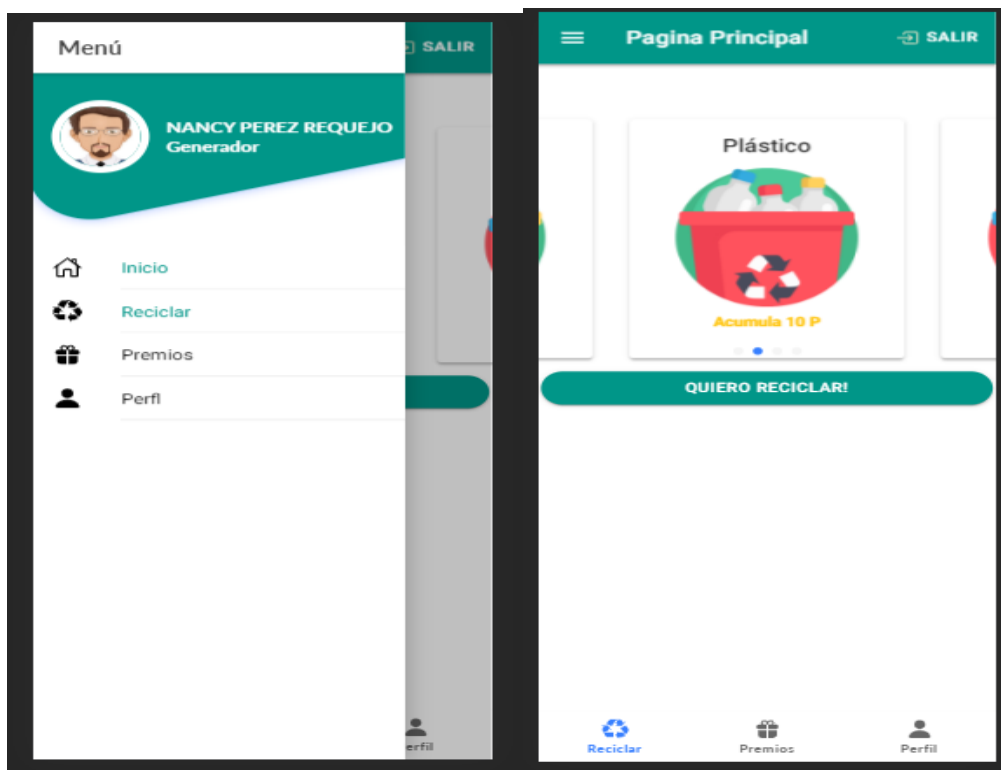 Menú
SALIR
NANCY PEREZ REQUEJO
Generador
Inicio
Reciclar
Premios
Perfl
erfil
Pagina Principal
SALIR
Plástico
Acumula 10 P
QUIERO RECICLAR!
Reciclar
Premios
Perfil